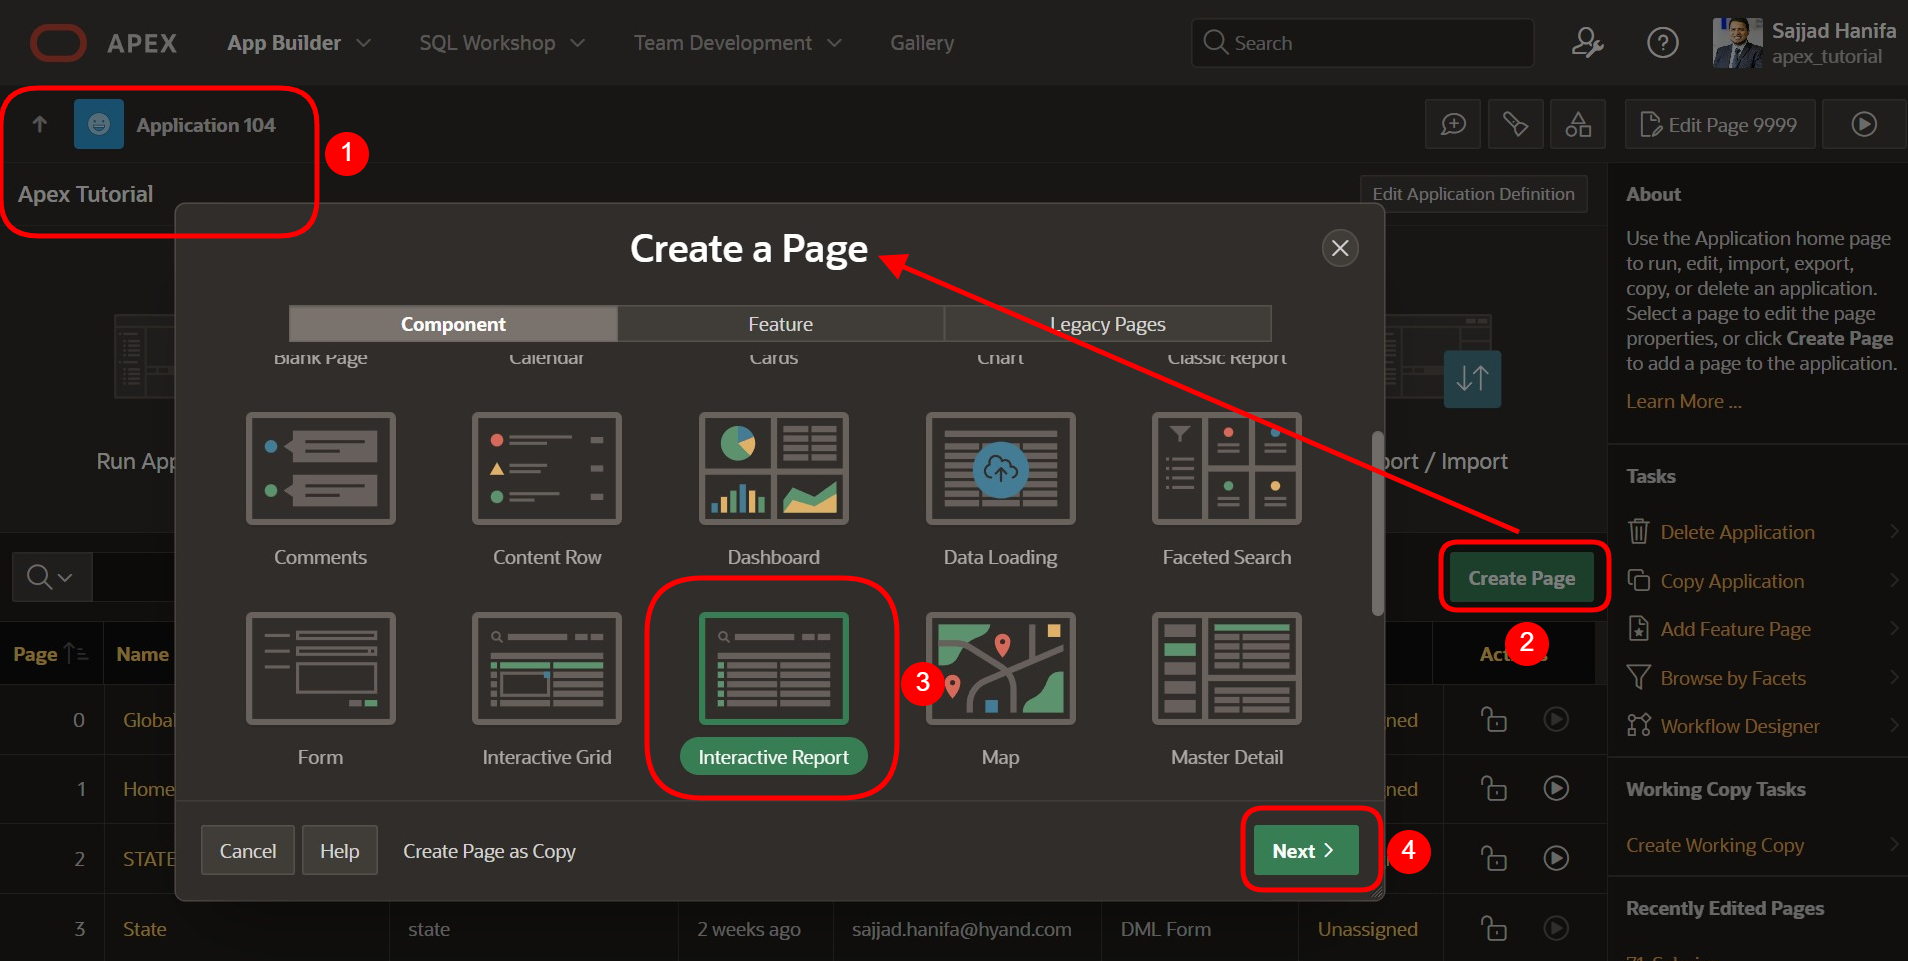 APEX App Builder SQL Workshop Team Development Gallery Search Sajjad Hanifa
apex_tutorial
Application 104 Edit Page 9999
1
Apex Tutorial Edit Application Definition
Create a Page
Component Feature Legacy Pages
Blank Page Calendar Cards Chart Classic Report
Comments Content Row Dashboard Data Loading Faceted Search
Form Interactive Grid Interactive Report Map Master Detail
3
Cancel Help Create Page as Copy Next
4
Run App
port / Import
Create Page
2
Page Name
0 Global gned
1 Home gned
2 STATE
3 State state 2 weeks ago sajjad.hanifa@hyand.com DML Form Unassigned
About
Use the Application home page
to run, edit, import, export,
copy, or delete an application.
Select a page to edit the page
properties, or click Create Page
to add a page to the application.
Learn More ...
Tasks
Delete Application
Copy Application
Add Feature Page
Browse by Facets
Workflow Designer
Working Copy Tasks
Create Working Copy
Recently Edited Pages